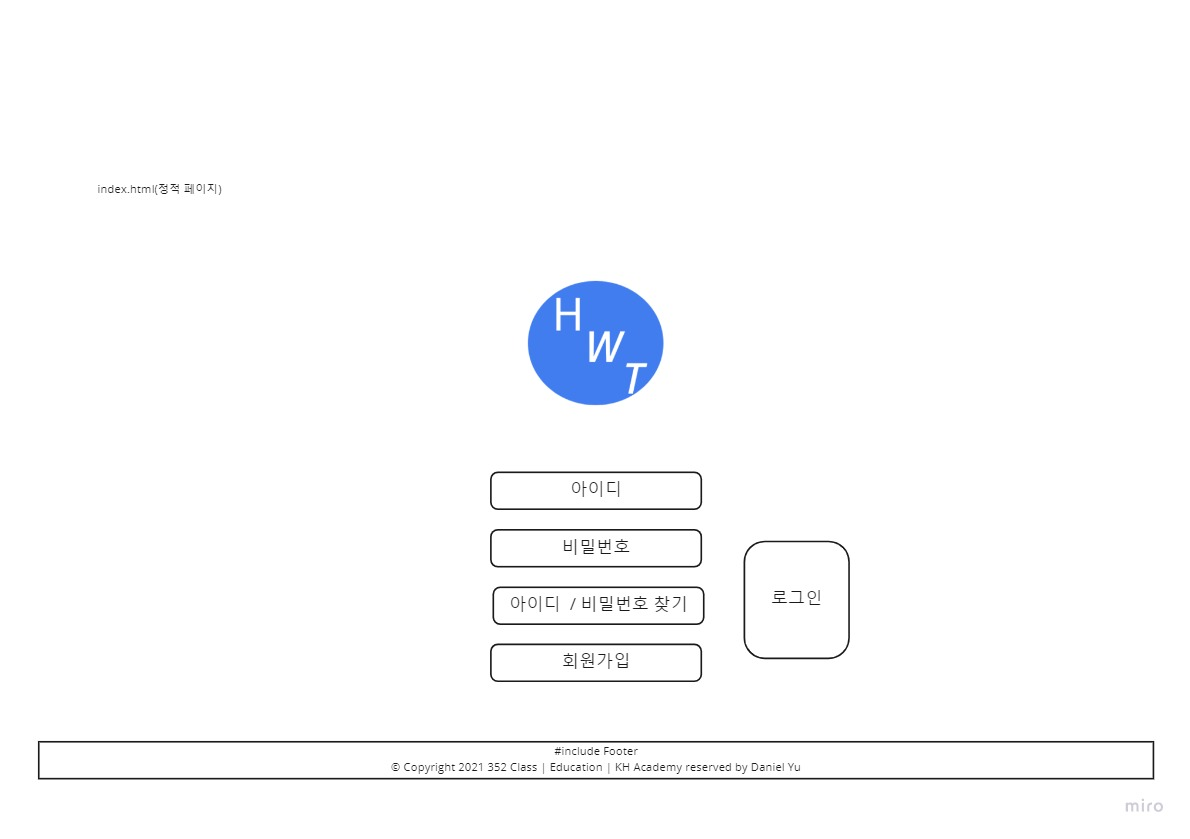 index.html(정적 페이지)
H
W
T
아이디
비밀번호
아이디 / 비밀번호 찾기
로그인
회원가입
#include Footer
© Copyright 2021 352 Class | Education | KH Academy reserved by Daniel Yu
miro